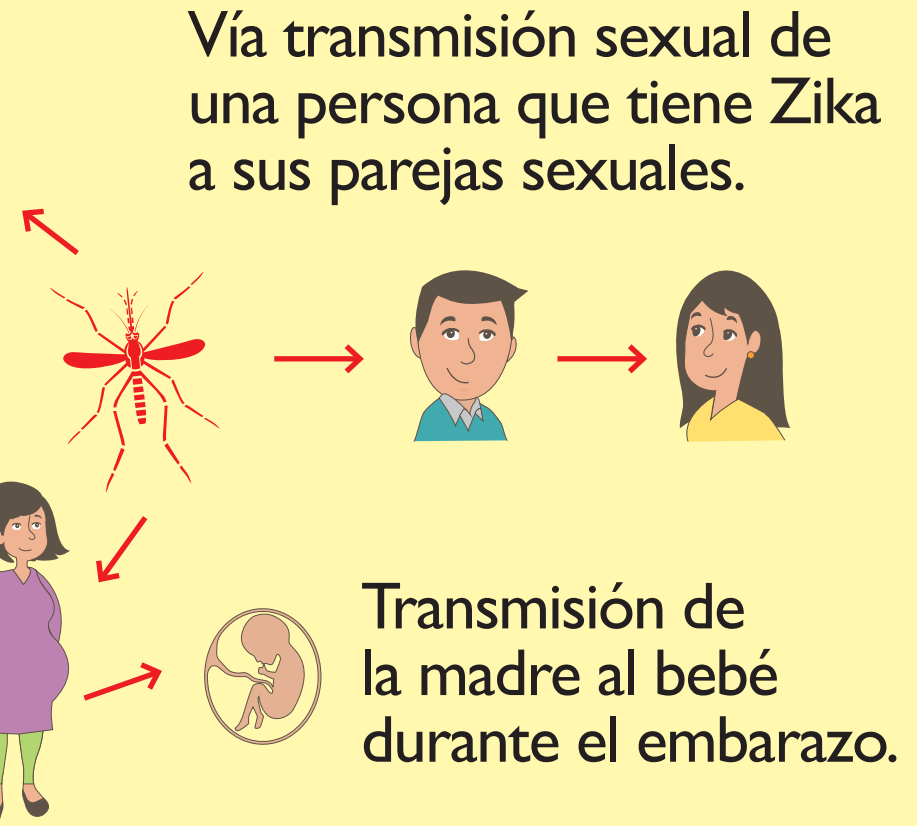 Vía transmisión sexual de
una persona que tiene Zika
a sus parejas sexuales.
Transmisión de
la madre al bebé
durante el embarazo.